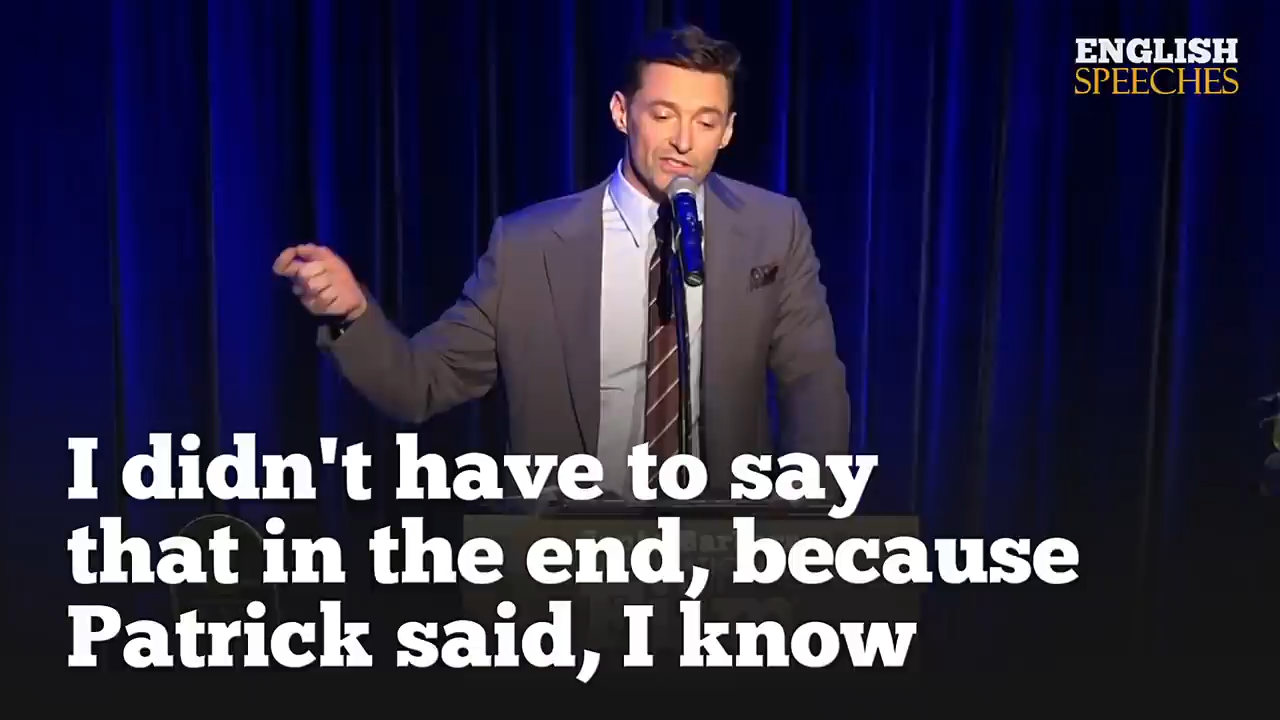 ENGLISH
SPEECHES
I didn't have to say
that in the end, because
Patrick said, I know